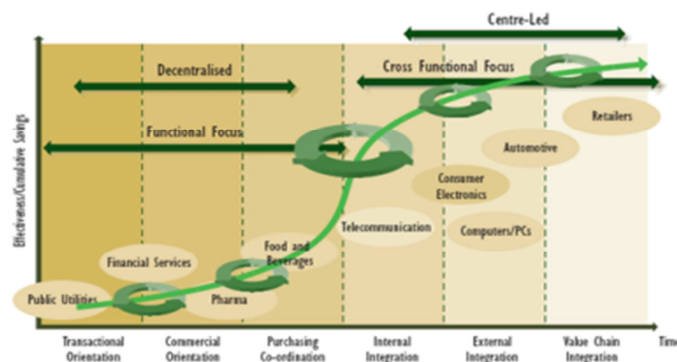 Centre-Led
Decentralised
Cross Functional Focus
Functional Focus
Retailers
Automotive
Consumer
Electronics
Telecommunication
Computers/PCs
Food and
Beverages
Financial Services
Pharma
Public Utilities
Effectiveness/Cumulative Savings
Transactional
Orientation
Commercial
Orientation
Purchasing
Co-ordination
Internal
Integration
External
Integration
Value Chain
Integration
Time